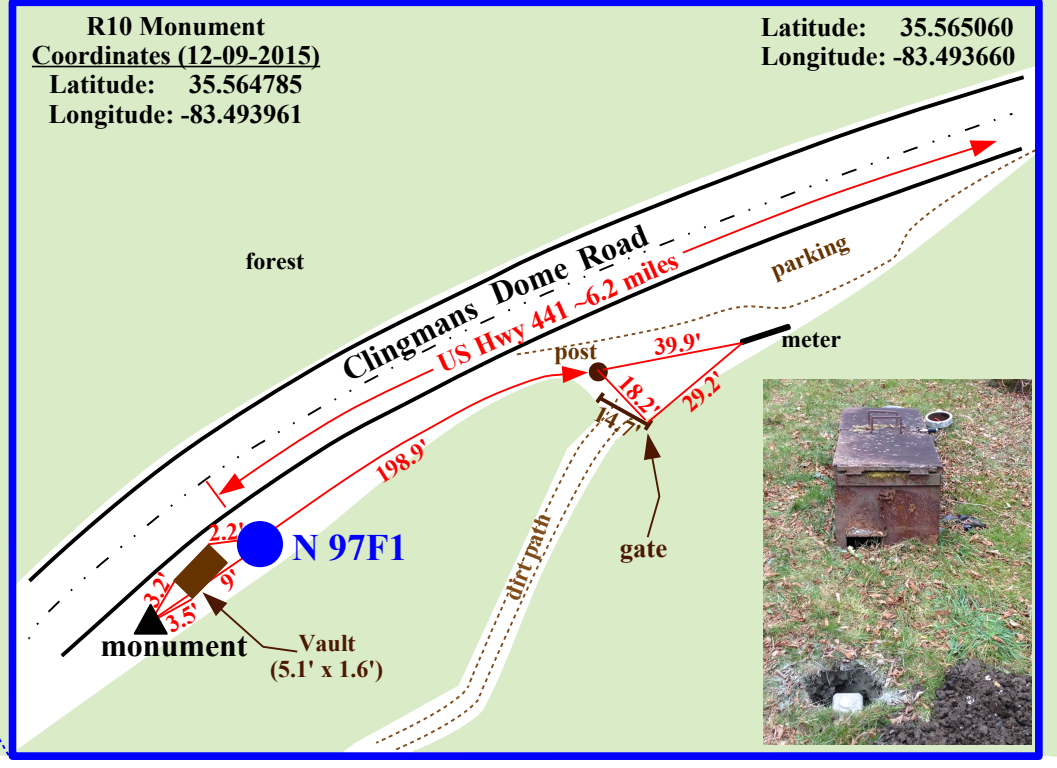 R10 Monument
Coordinates (12-09-2015)
Latitude: 35.564785
Longitude: -83.493961
Latitude: 35.565060
Longitude: -83.493660
forest
Clingmans Dome Road
US Hwy 441 ~6.2 miles
parking
post
39.9'
meter
18.2'
29.2'
14.7'
198.9'
gate
dirt path
2.2'
N 97F1
9'
3.2'
3.5'
monument
Vault
(5.1' x 1.6')